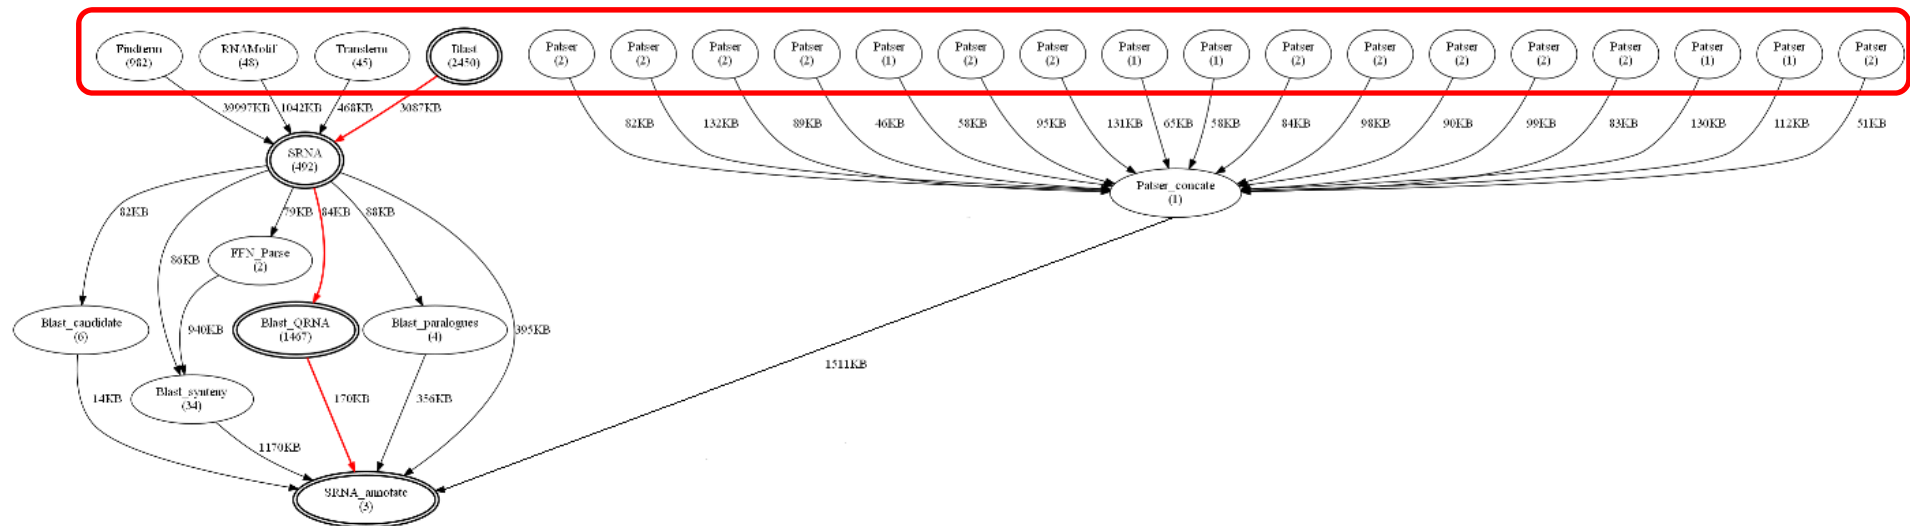 Findterm
(982)
RNAMotif
(48)
Transterm
(45)
Blast
(2450)
Patser
(2)
Patser
(2)
Patser
(2)
Patser
(2)
Patser
(1)
Patser
(2)
Patser
(2)
Patser
(1)
Patser
(1)
Patser
(2)
Patser
(2)
Patser
(2)
Patser
(2)
Patser
(2)
Patser
(1)
Patser
(1)
Patser
(2)
39997KB
1042KB
468KB
3087KB
82KB
132KB
89KB
46KB
58KB
95KB
131KB
65KB
58KB
84KB
98KB
90KB
99KB
83KB
130KB
112KB
51KB
SRNA
(492)
Patser_concate
(1)
82KB
79KB
84KB
88KB
86KB
FFN_Parse
(2)
Blast_candidate
(6)
940KB
Blast_QRNA
(1467)
Blast_paralogues
(4)
395KB
1511KB
14KB
Blast_synteny
(34)
170KB
356KB
1170KB
SRNA_annotate
(3)